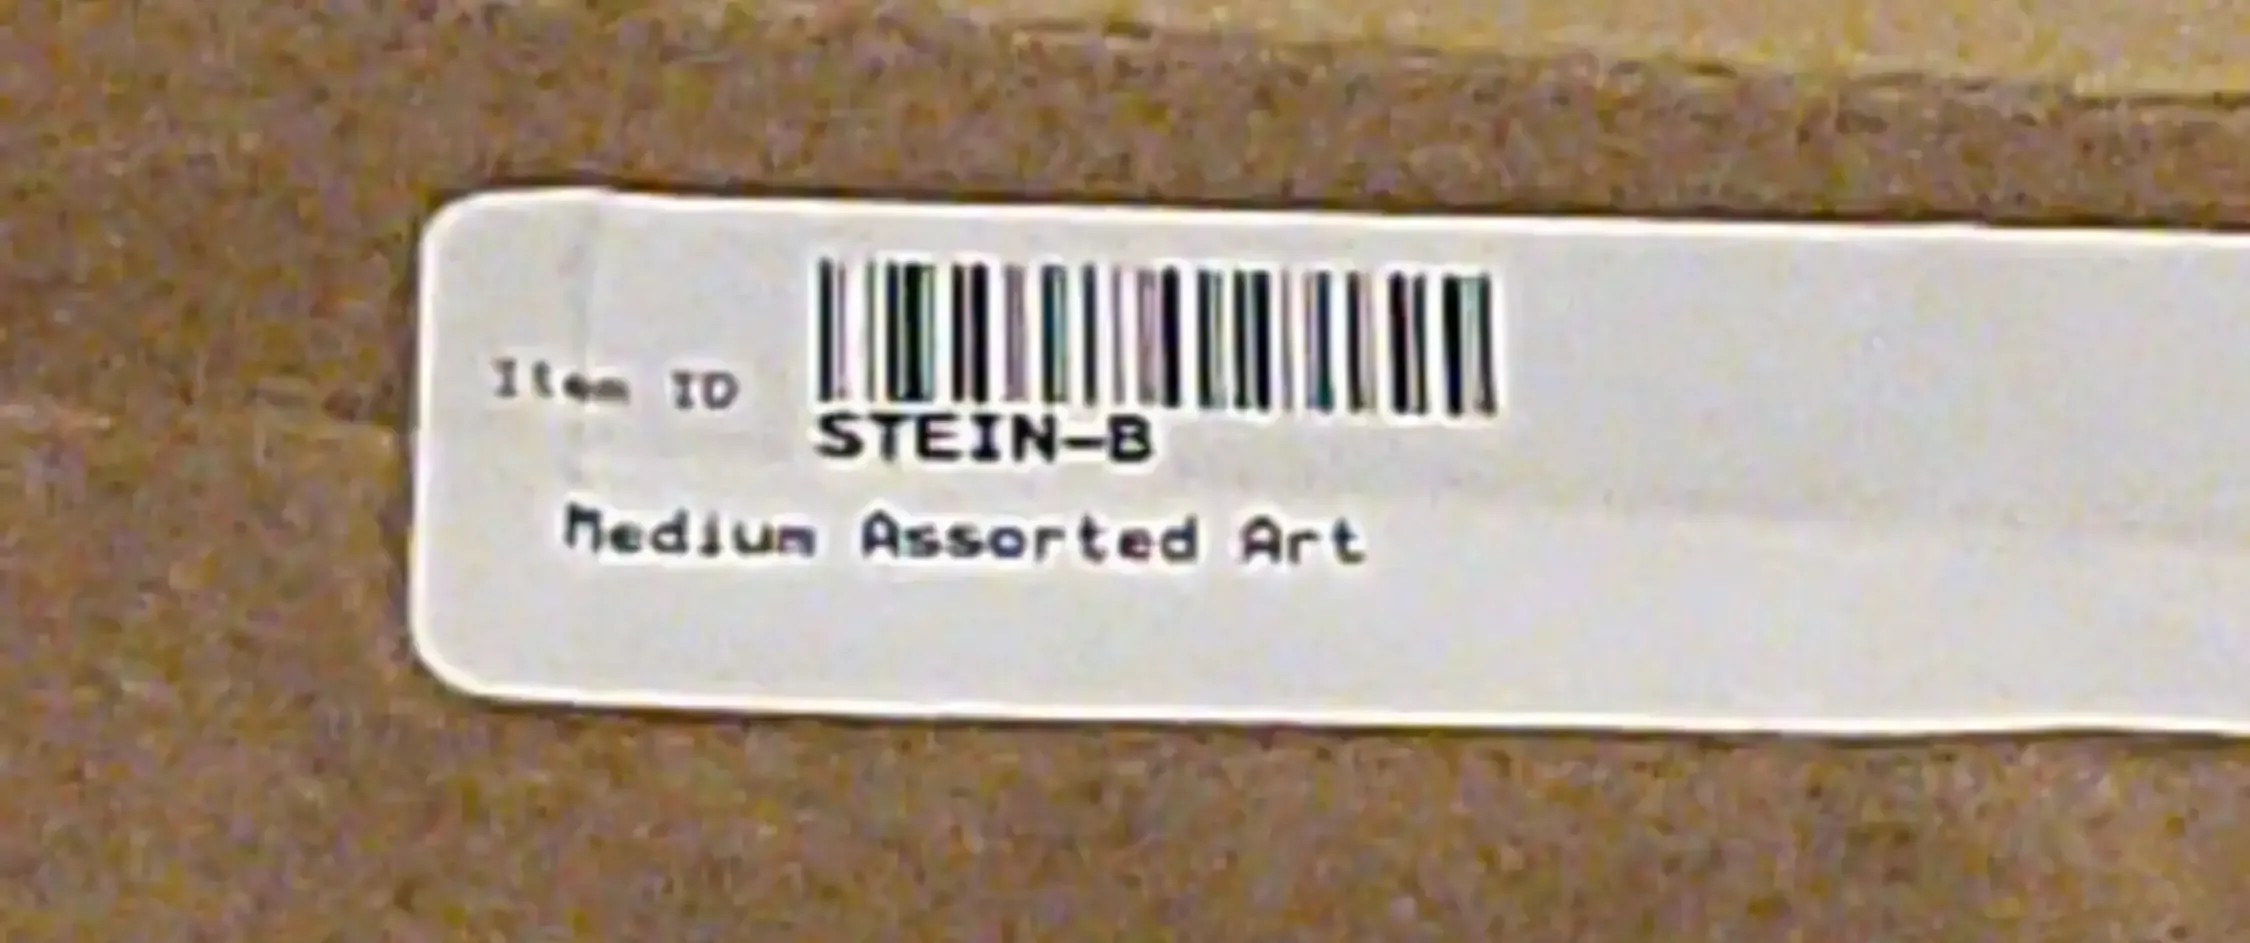 Item ID
STEIN-B
Medium Assorted Art